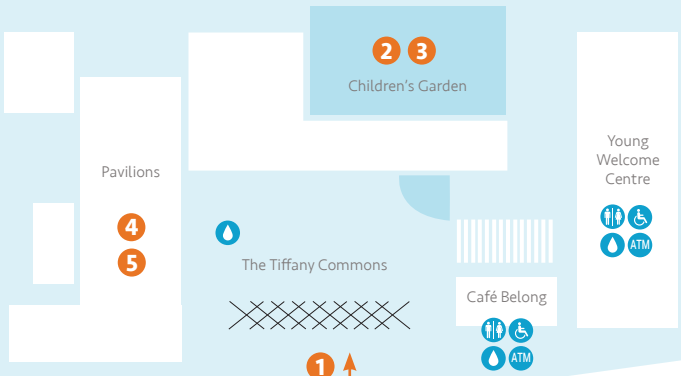 2 3
Children's Garden
Young
Welcome
Centre
ATM
Pavilions
4
5
The Tiffany Commons
Café Belong
ATM
1